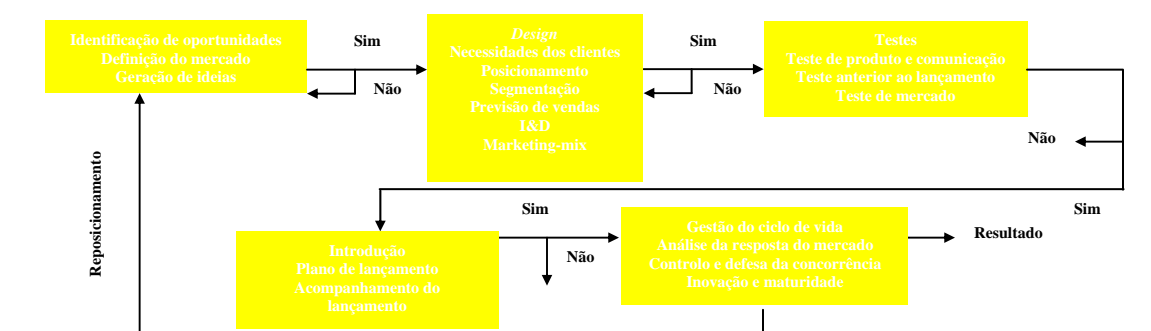 Identificação de oportunidades
Definição do mercado
Geração de ideias
Sim
Não
Design
Necessidades dos clientes
Posicionamento
Segmentação
Previsão de vendas
I&D
Marketing-mix
Sim
Não
Testes
Teste de produto e comunicação
Teste anterior ao lançamento
Teste de mercado
Não
Sim
Reposicionamento
Introdução
Plano de lançamento
Acompanhamento do
lançamento
Sim
Não
Gestão do ciclo de vida
Análise da resposta do mercado
Controlo e defesa da concorrência
Inovação e maturidade
Resultado